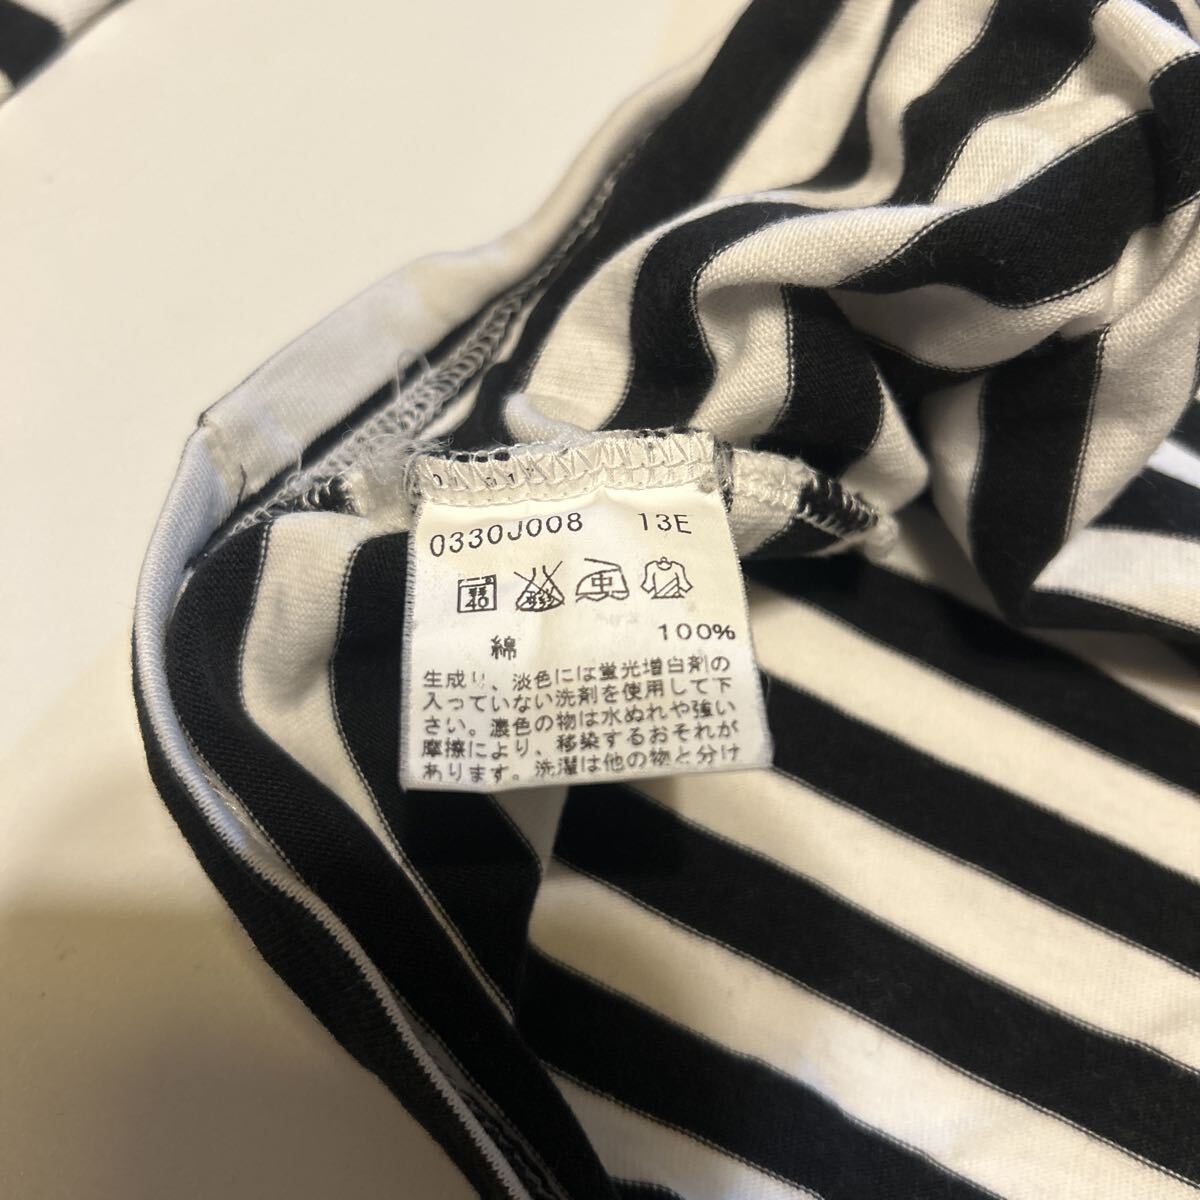 0330J008 13E
40
中
綿 100%
生成り、淡色には蛍光増白剤の
入っていない洗剤を使用して下
さい。濃色の物は水ぬれや強い
摩擦により、移染するおそれが
あります。洗濯は他の物と分け